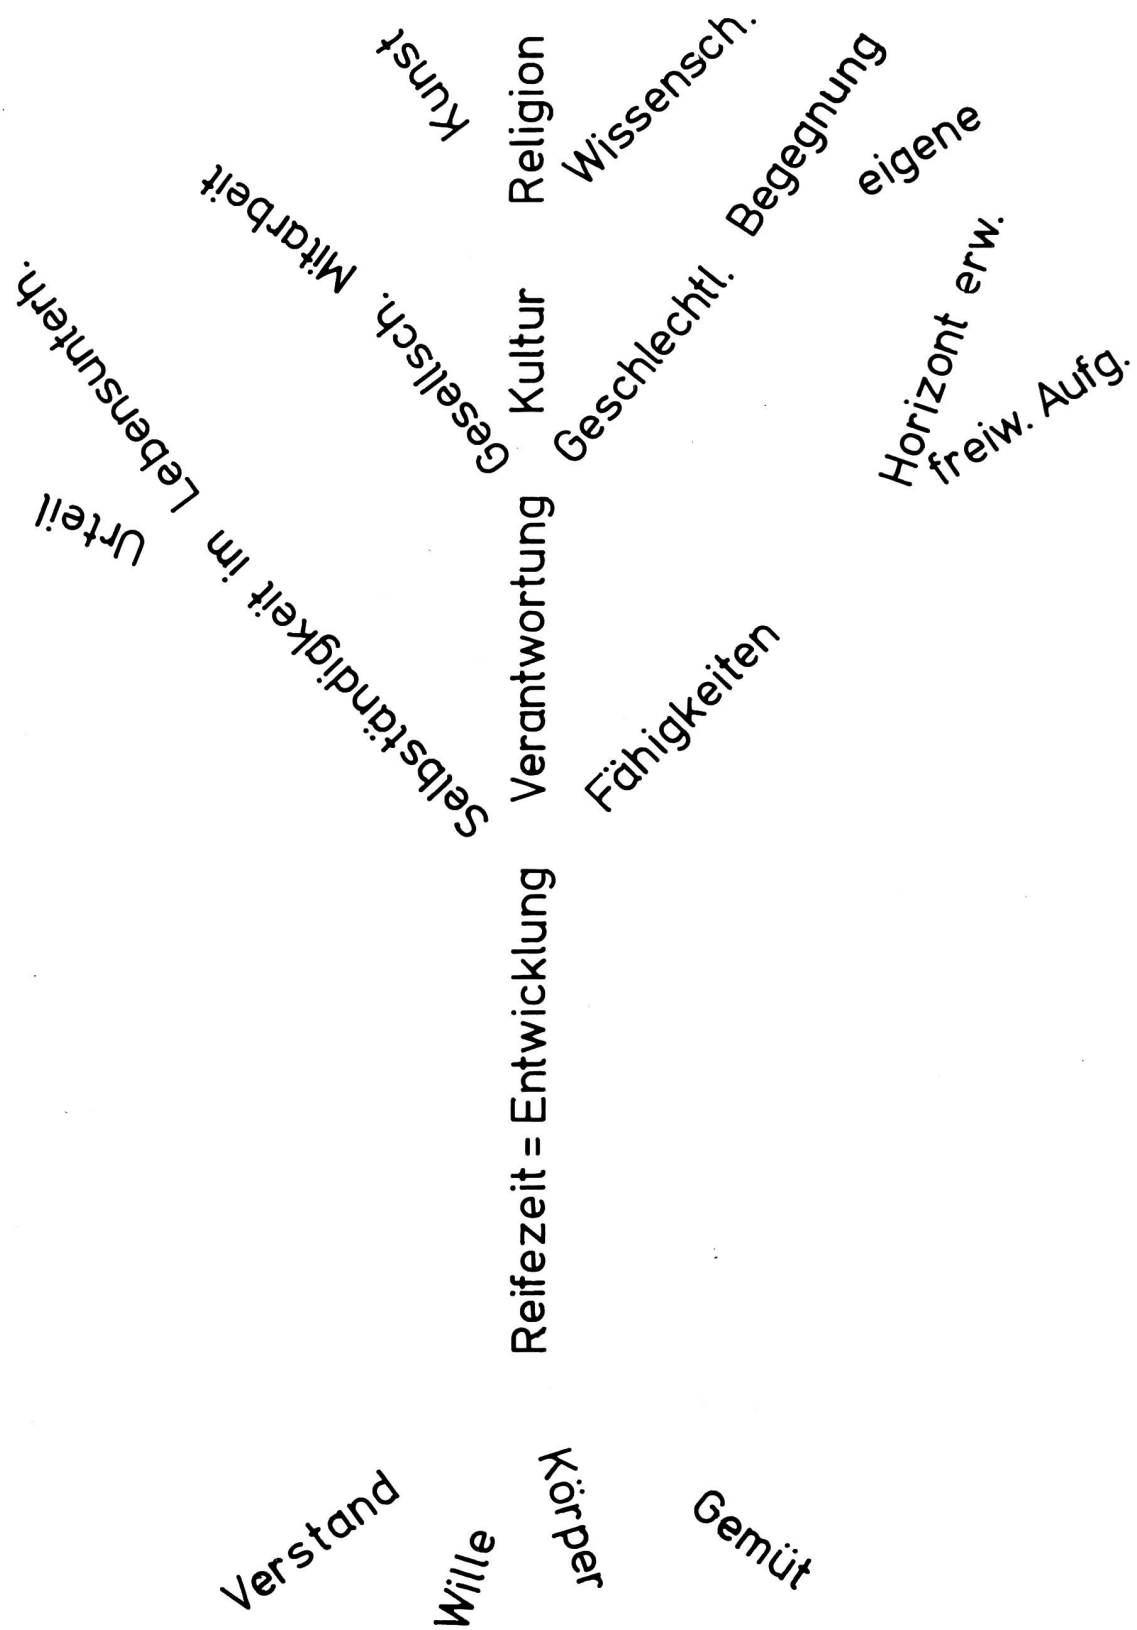 Kunst
Religion
Wissensch.
Gesellsch. Mitarbeit
Kultur
Geschlechtl. Begegnung
eigene
Horizont erw.
freiw. Aufg.
Selbständigkeit im Lebensunterh.
Urteil
Verantwortung
Fähigkeiten
Reifezeit = Entwicklung
Verstand
Wille
Körper
Gemüt